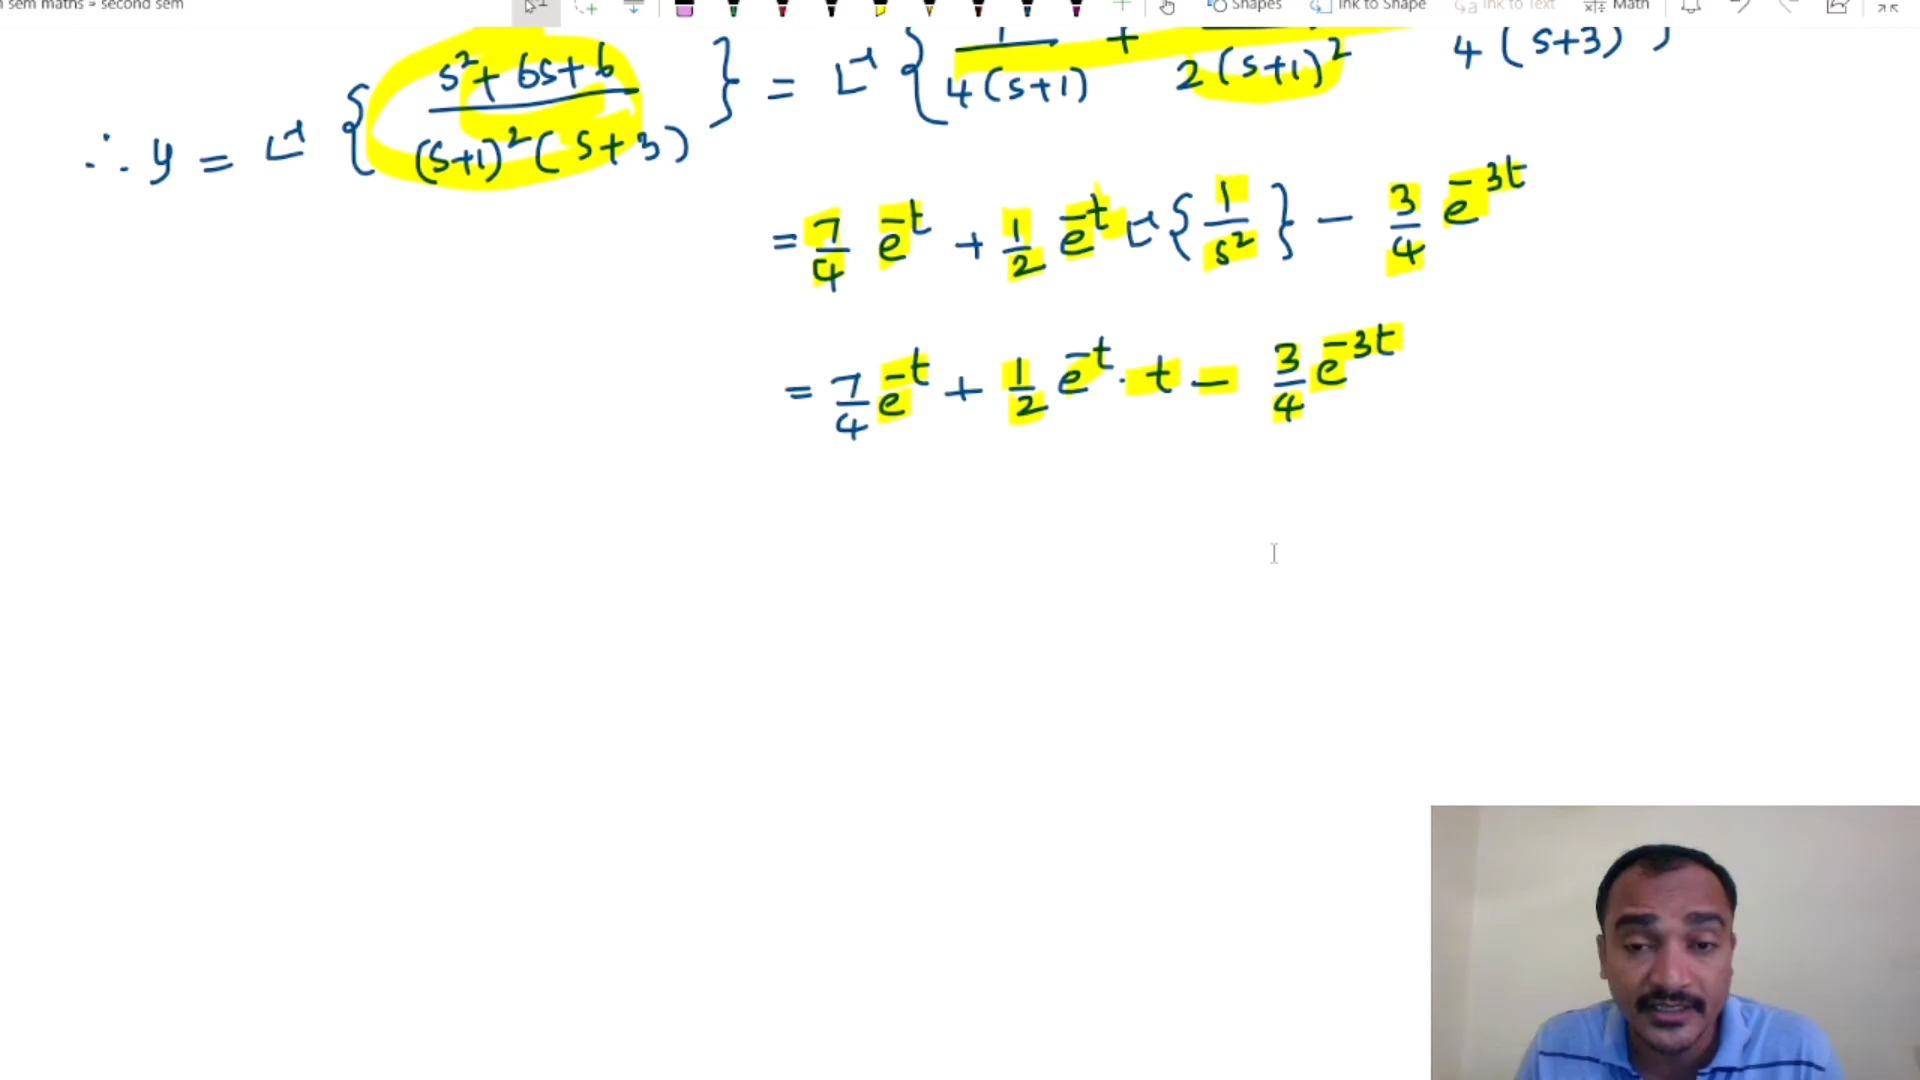 sem maths = second sem
Shapes Ink to Shape Ink to Text Math
∴ y = L⁻¹ { s² + 6s + 6 / (s+1)² (s+3) } = L⁻¹ { / 4(s+1) + / 2(s+1)² 4(s+3)
= 7/4 e^-t + 1/2 e^-t L⁻¹ { 1/s² } - 3/4 e^-3t
= 7/4 e^-t + 1/2 e^-t · t - 3/4 e^-3t